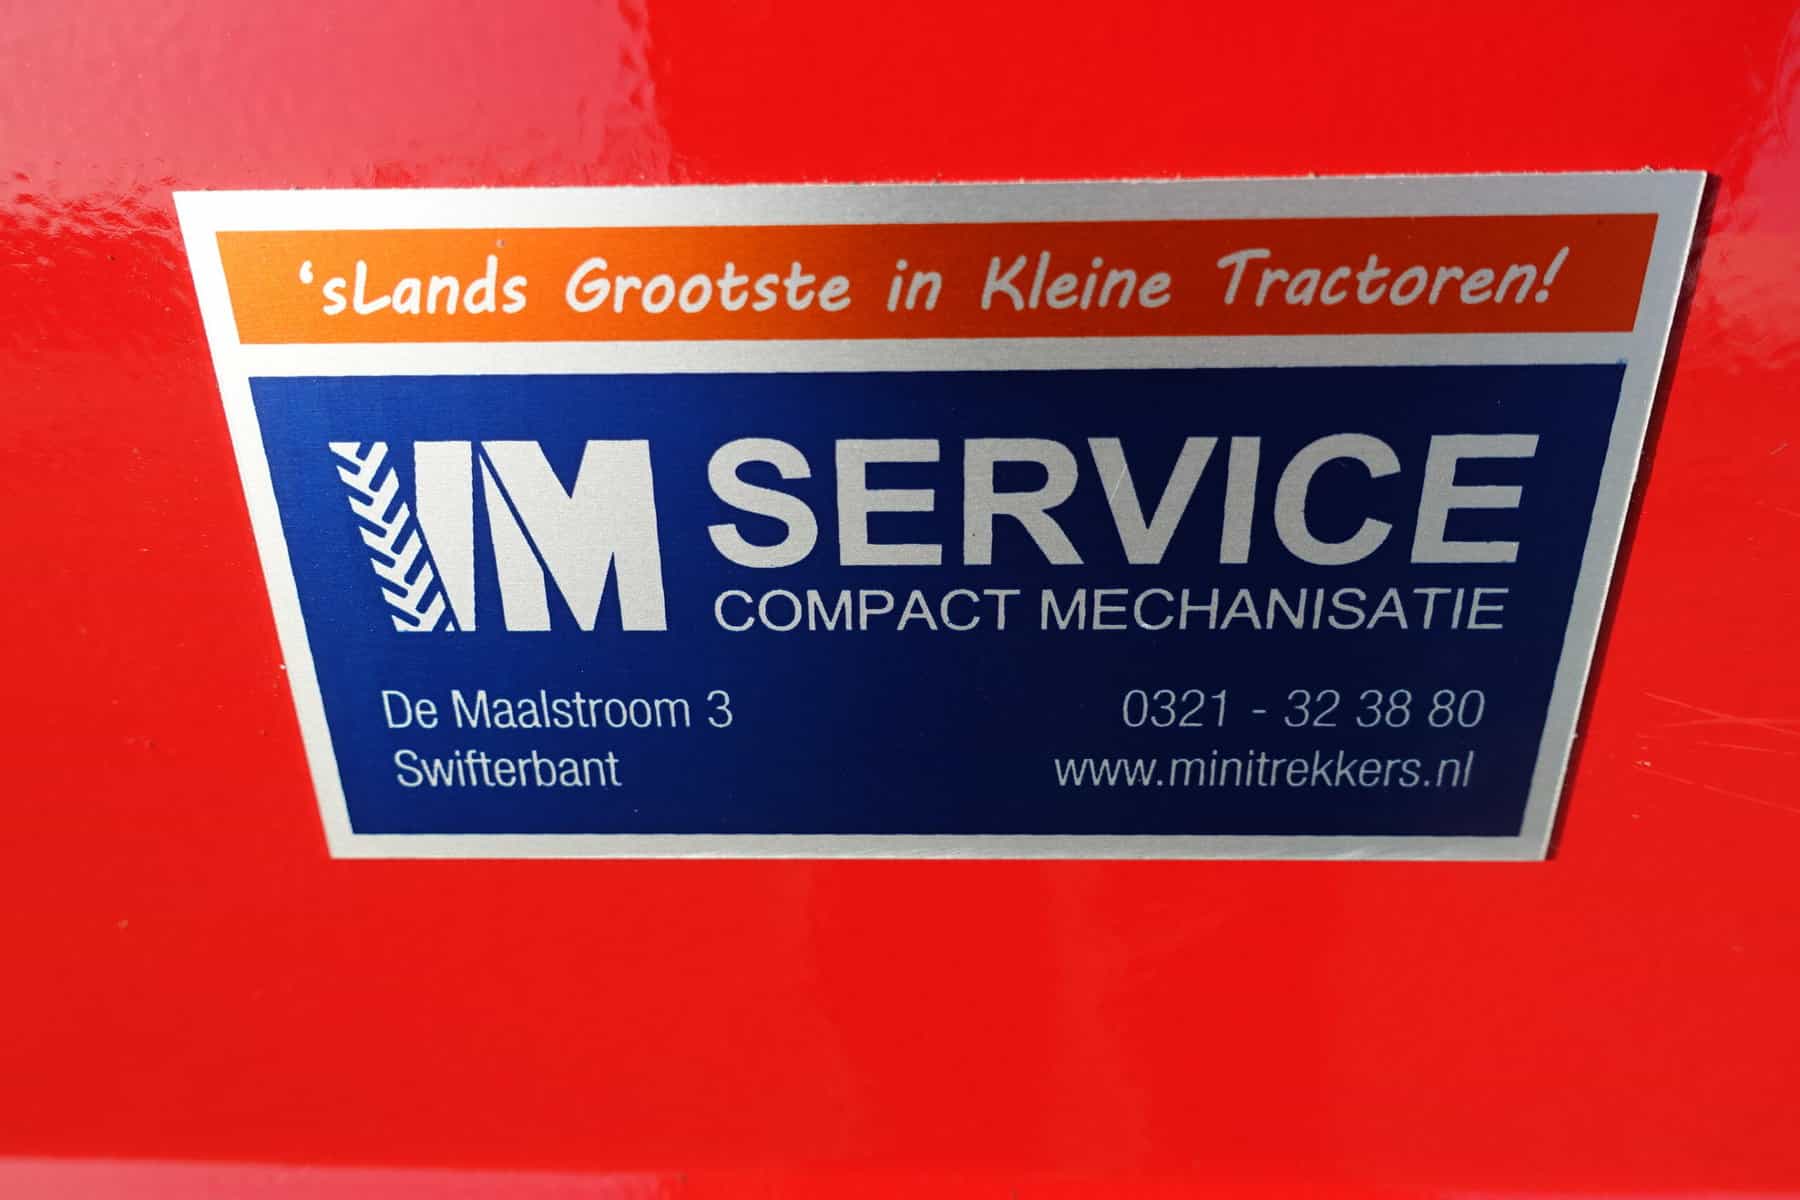 ‘sLands Grootste in Kleine Tractoren!
IM SERVICE
COMPACT MECHANISATIE
De Maalstroom 3
Swifterbant
0321 - 32 38 80
www.minitrekkers.nl